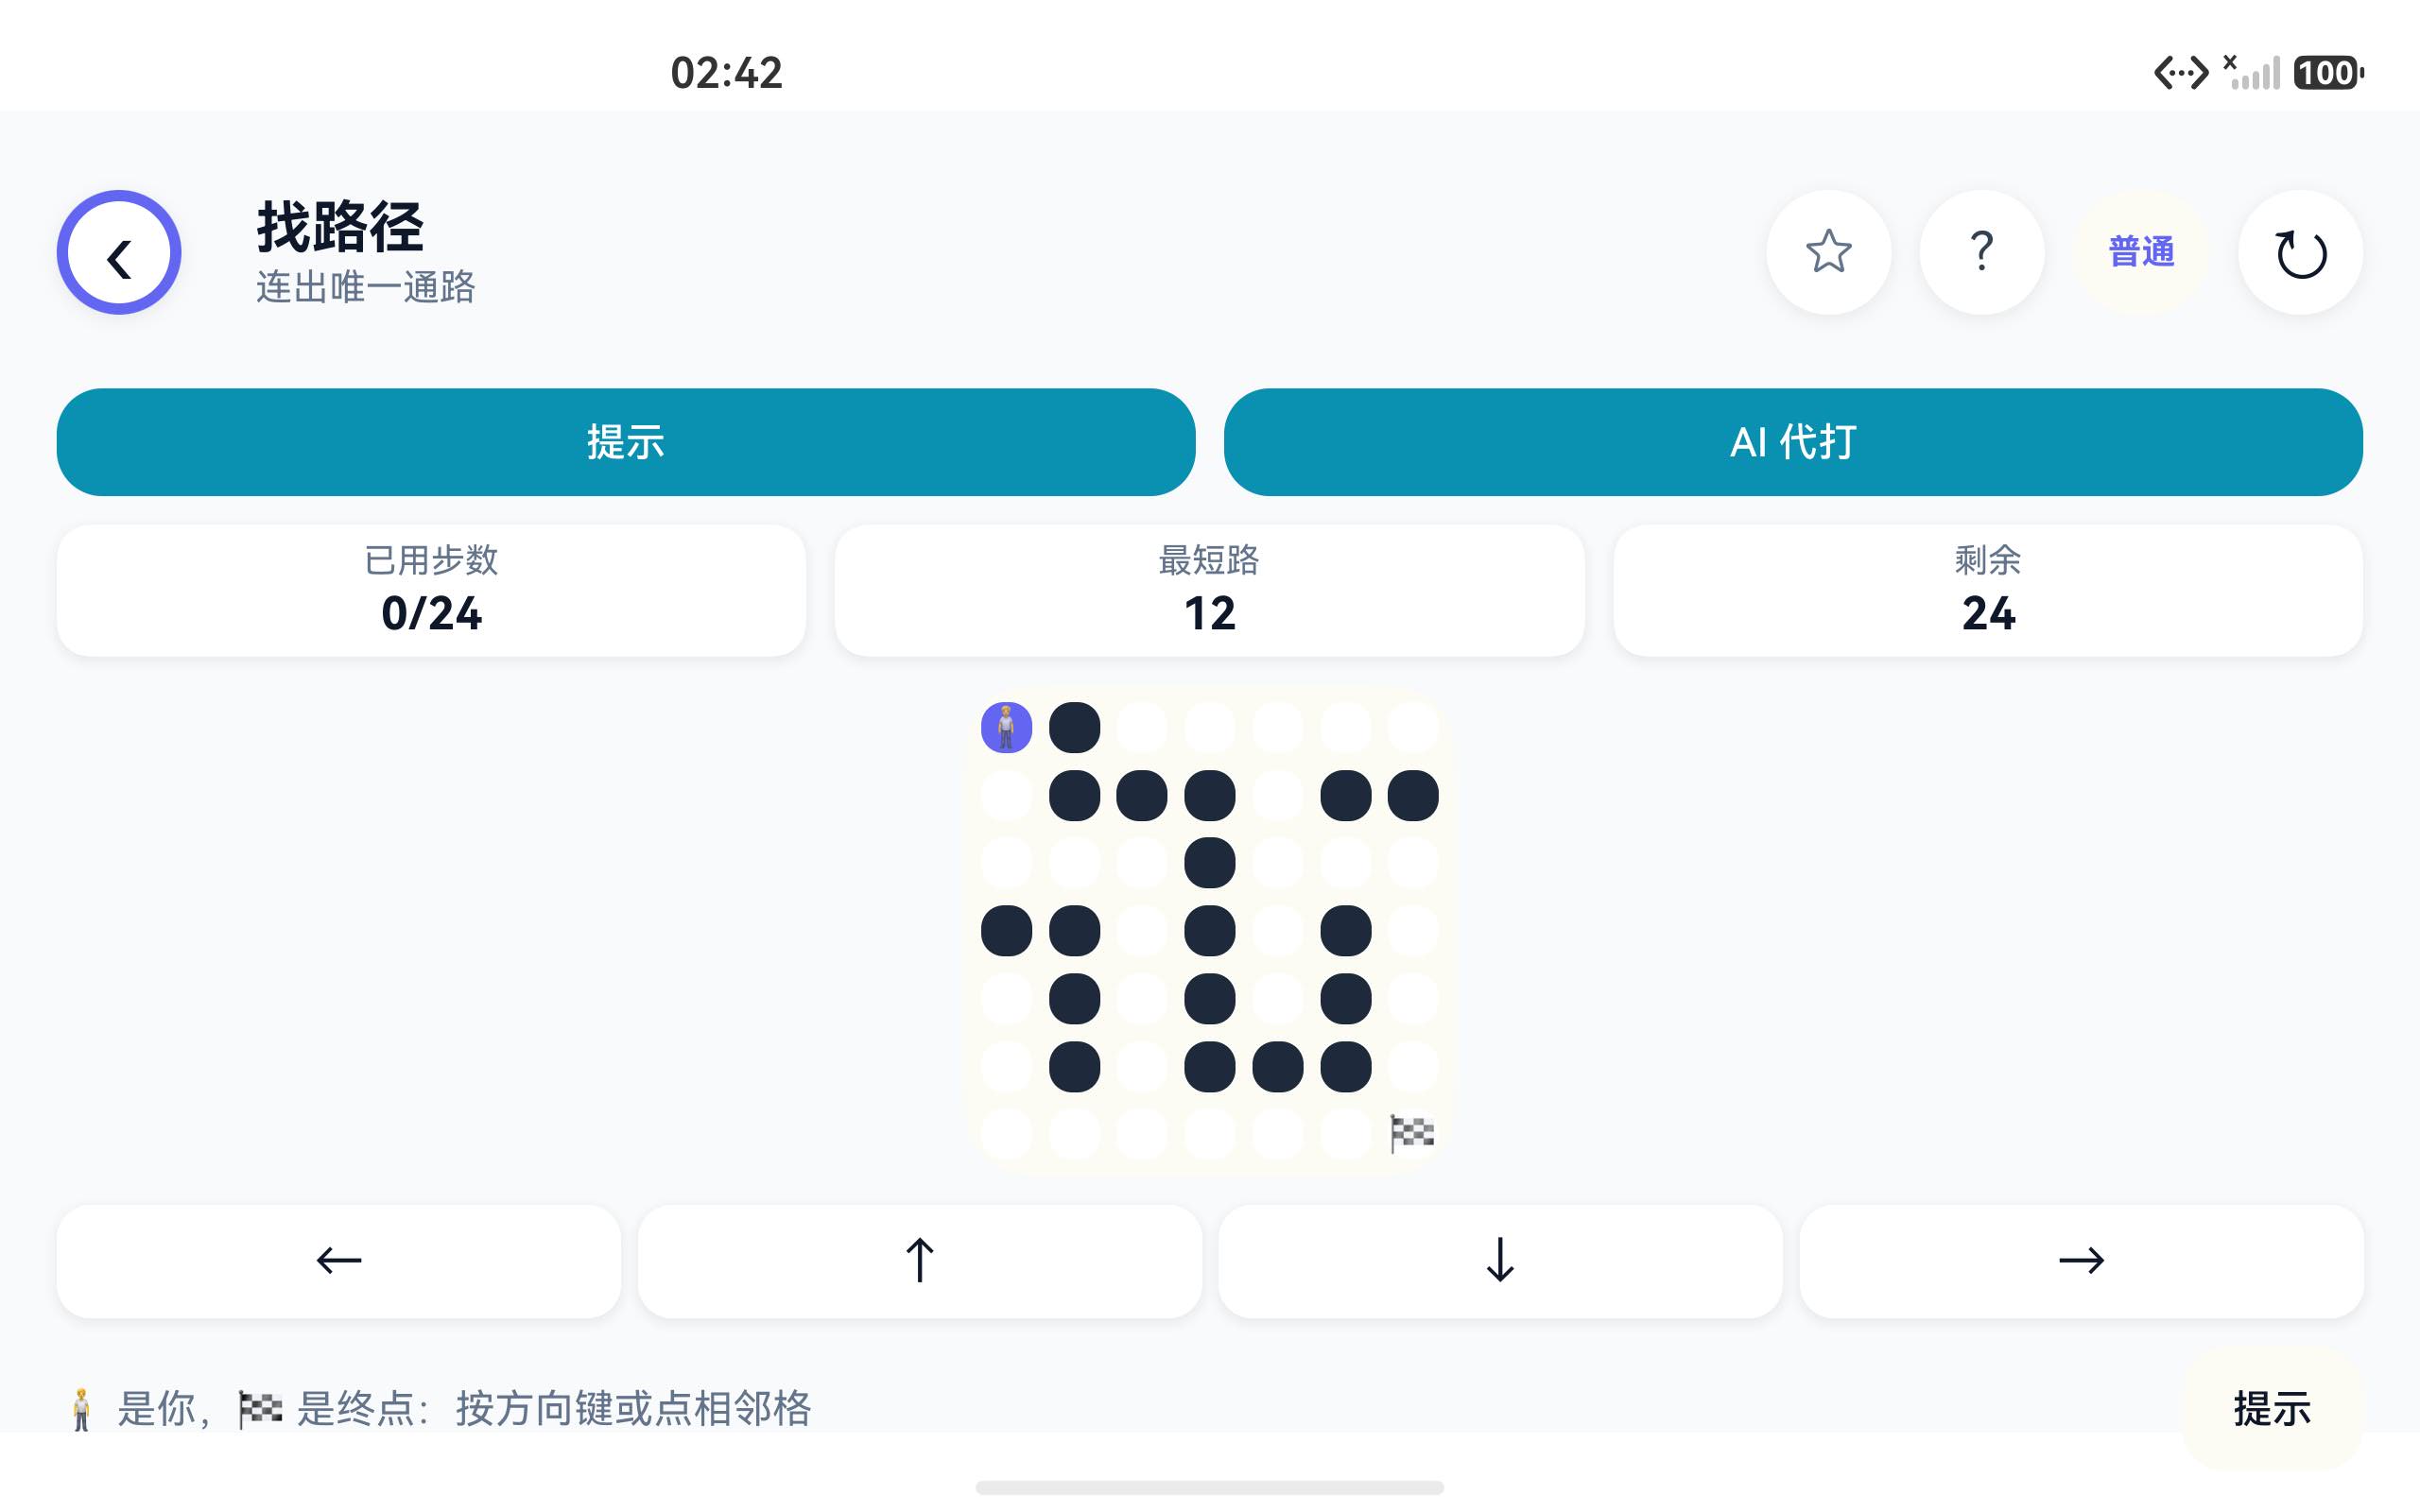 02:42
100
找路径
连出唯一通路
?
普通
提示
AI 代打
已用步数
0/24
最短路
12
剩余
24
← ↑ ↓ →
🧍 是你，🏁 是终点：按方向键或点相邻格
提示